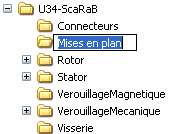 U34-ScaRaB
Connecteurs
Mises en plan
Rotor
Stator
VerouillageMagnetique
VerouillageMecanique
Visserie